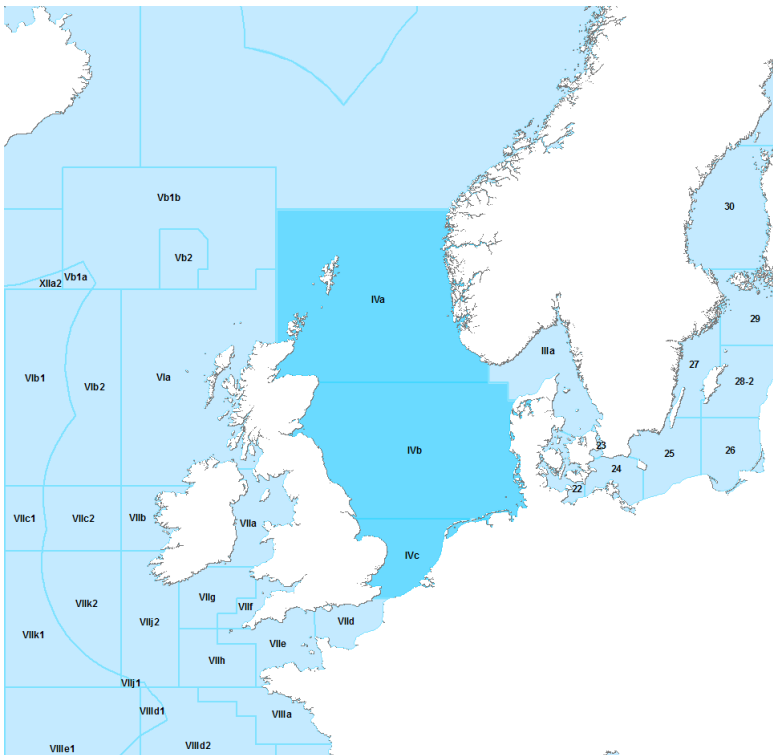 Vb1b
30
Vb2
Vb1a
XIIa2
IVa
29
IIIa
VIb1
VIb2
VIa
27
28-2
IVb
23
25
26
24
22
VIIc1
VIIc2
VIIb
VIIa
IVc
VIIk2
VIIg
VIIf
VIIk1
VIIj2
VIId
VIIe
VIIh
VIIj1
VIIId1
VIIIa
VIIIe1
VIIId2